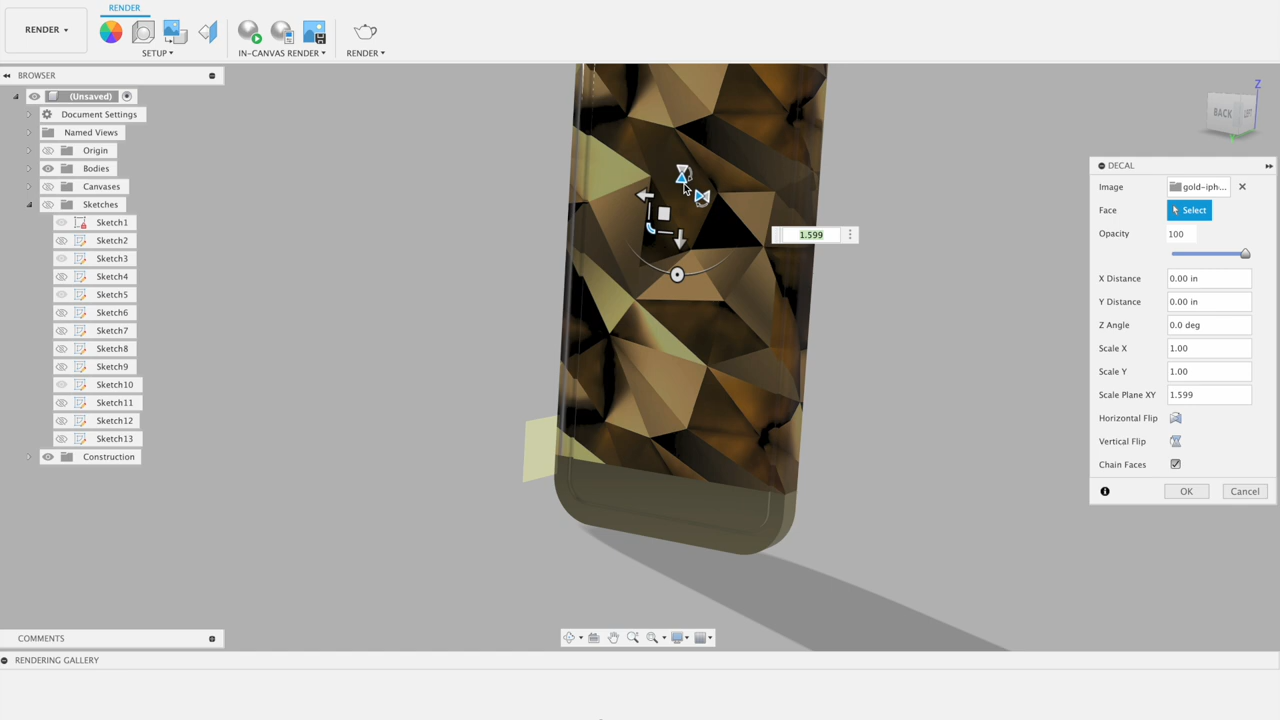 RENDER
RENDER
SETUP
IN-CANVAS RENDER
RENDER
BROWSER
(Unsaved)
Document Settings
Named Views
Origin
Bodies
Canvases
Sketches
Sketch1
Sketch2
Sketch3
Sketch4
Sketch5
Sketch6
Sketch7
Sketch8
Sketch9
Sketch10
Sketch11
Sketch12
Sketch13
Construction
1.599
Z
BACK
LEFT
DECAL
Image gold-iph...
Face Select
Opacity 100
X Distance 0.00 in
Y Distance 0.00 in
Z Angle 0.0 deg
Scale X 1.00
Scale Y 1.00
Scale Plane XY 1.599
Horizontal Flip
Vertical Flip
Chain Faces
OK Cancel
COMMENTS
RENDERING GALLERY